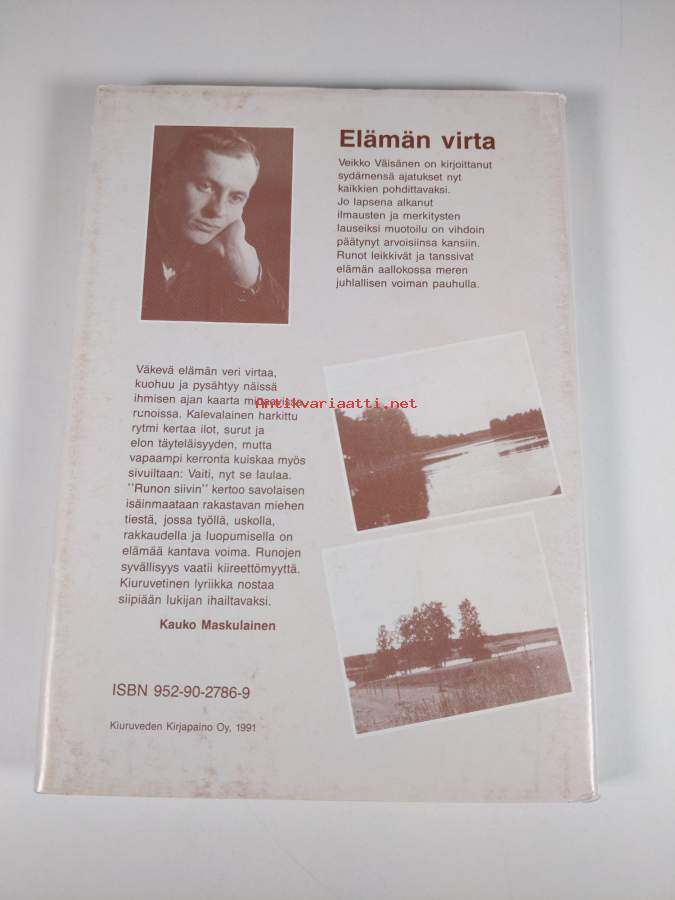 Elämän virta
Veikko Väisänen on kirjoittanut
sydämensä ajatukset nyt
kaikkien pohdittavaksi.
Jo lapsena alkanut
ilmausten ja merkitysten
lauseiksi muotoilu on vihdoin
päätynyt arvoisiinsa kansiin.
Runot leikkivät ja tanssivat
elämän aallokossa meren
juhlallisen voiman pauhulla.
Väkevä elämän veri virtaa,
kuohuu ja pysähtyy näissä
ihmisen ajan kaarta
Antikvariaatti.net
runoissa. Kalevalainen harkittu
rytmi kertaa ilot, surut ja
elon täyteläisyyden, mutta
vapaampi kerronta kuiskaa myös
sivuiltaan: Vaiti, nyt se laulaa.
''Runon siivin'' kertoo savolaisen
isäinmaataan rakastavan miehen
tiestä, jossa työllä, uskolla,
rakkaudella ja luopumisella on
elämää kantava voima. Runojen
syvällisyys vaatii kiireettömyyttä.
Kiuruvetinen lyriikka nostaa
siipiään lukijan ihailtavaksi.
Kauko Maskulainen
ISBN 952-90-2786-9
Kiuruveden Kirjapaino Oy, 1991